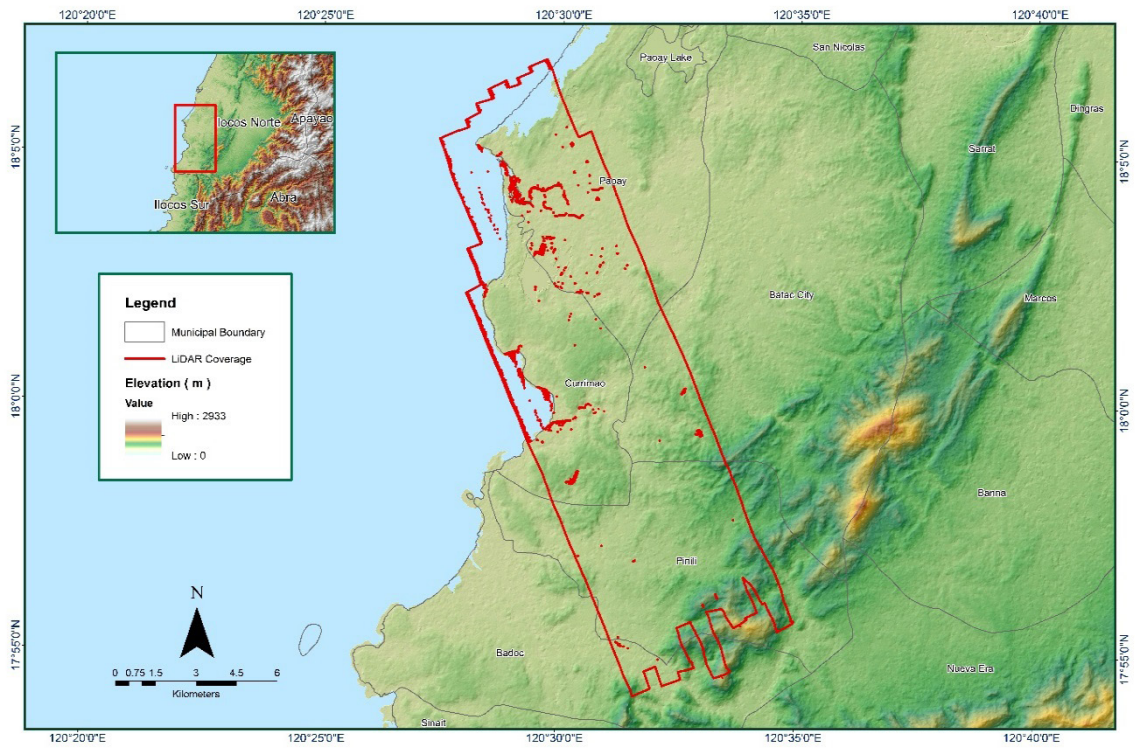 120°20'0"E 120°25'0"E 120°30'0"E 120°35'0"E 120°40'0"E
San Nicolas
Paoay Lake
Dingras
Ilocos Norte
Apayao
18°5'0"N
18°5'0"N
Sarrat
Paoay
Ilocos Sur
Abra
Batac City
Marcos
Legend
Municipal Boundary
LiDAR Coverage
Elevation ( m )
Value
High : 2933
Low : 0
Currimao
18°0'0"N
18°0'0"N
Banna
Pinili
N
Badoc
17°55'0"N
17°55'0"N
Nueva Era
0 0.75 1.5 3 4.5 6
Kilometers
Sinait
120°20'0"E 120°25'0"E 120°30'0"E 120°35'0"E 120°40'0"E